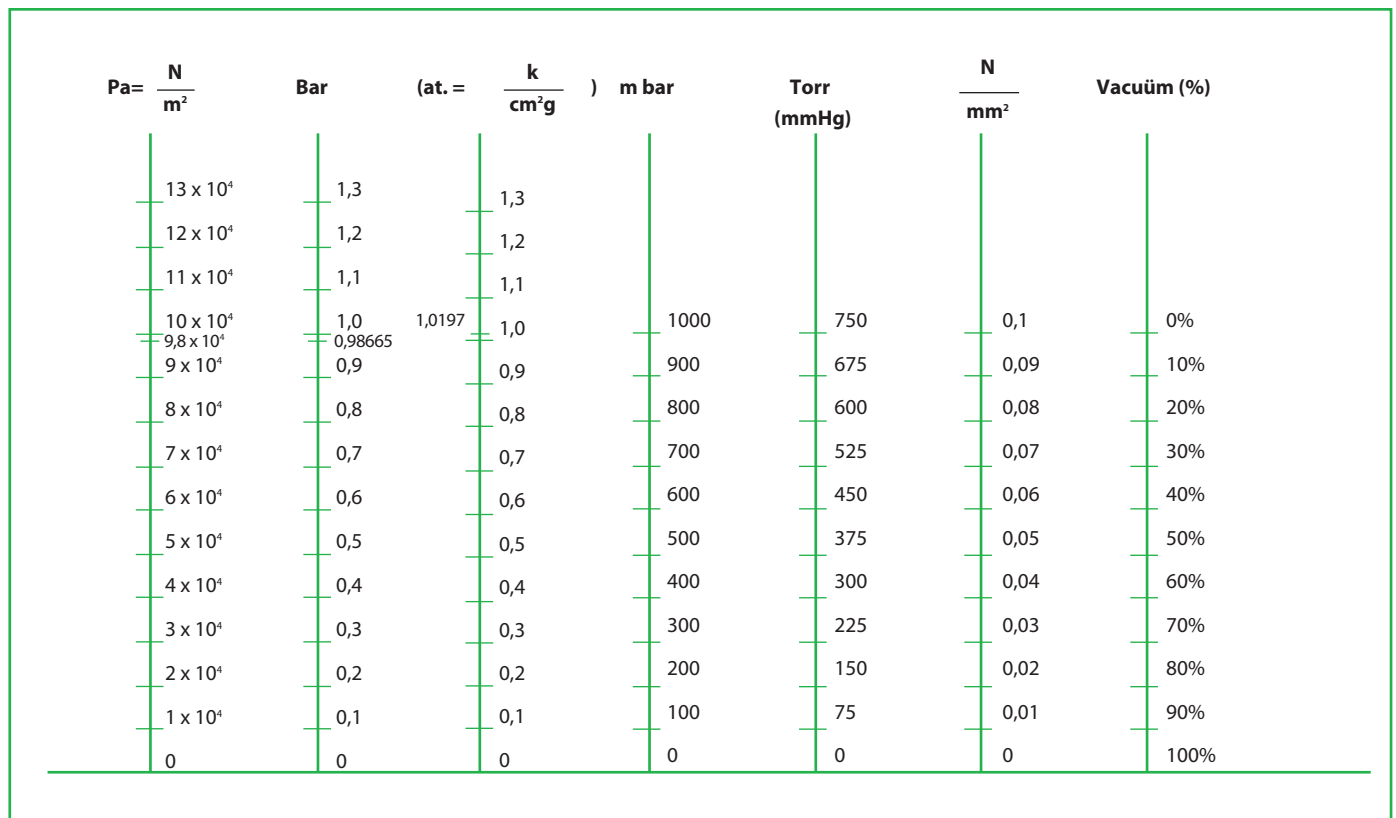 Pa= N/m² Bar (at. = k/cm²g ) m bar Torr (mmHg) N/mm² Vacuüm (%)
13 x 10⁴ 1,3 1,3
12 x 10⁴ 1,2 1,2
11 x 10⁴ 1,1 1,1
10 x 10⁴ 1,0 1,0197 1,0 1000 750 0,1 0%
9,8 x 10⁴ 0,98665
9 x 10⁴ 0,9 0,9 900 675 0,09 10%
8 x 10⁴ 0,8 0,8 800 600 0,08 20%
7 x 10⁴ 0,7 0,7 700 525 0,07 30%
6 x 10⁴ 0,6 0,6 600 450 0,06 40%
5 x 10⁴ 0,5 0,5 500 375 0,05 50%
4 x 10⁴ 0,4 0,4 400 300 0,04 60%
3 x 10⁴ 0,3 0,3 300 225 0,03 70%
2 x 10⁴ 0,2 0,2 200 150 0,02 80%
1 x 10⁴ 0,1 0,1 100 75 0,01 90%
0 0 0 0 0 0 100%